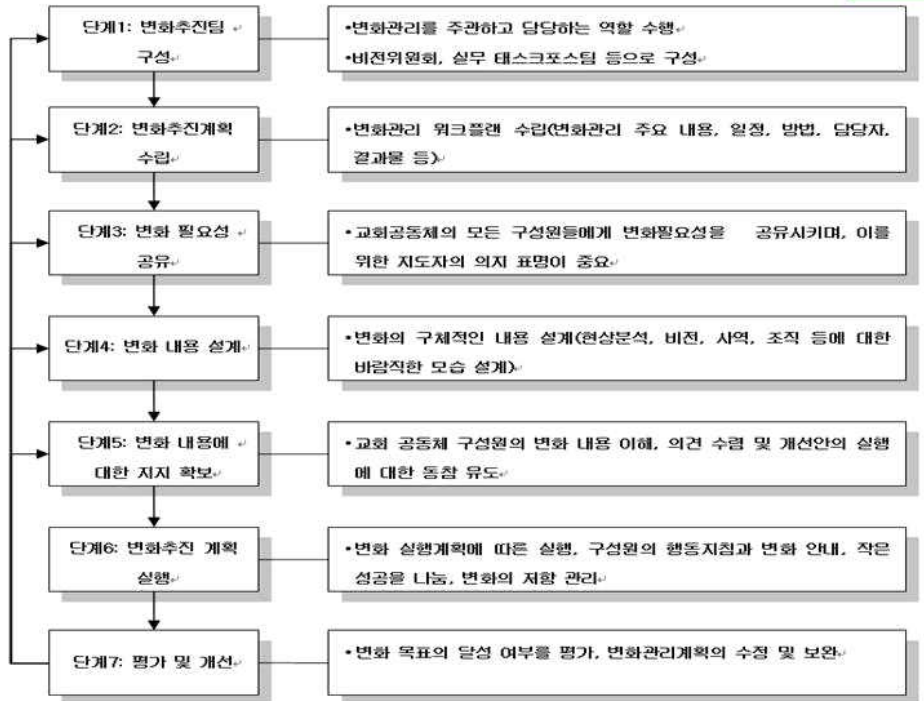 단계1: 변화추진팀
구성
•변화관리를 주관하고 담당하는 역할 수행
•비전위원회, 실무 태스크포스팀 등으로 구성
단계2: 변화추진계획
수립
•변화관리 워크플랜 수립(변화관리 주요 내용, 일정, 방법, 담당자,
결과물 등)
단계3: 변화 필요성
공유
•교회공동체의 모든 구성원들에게 변화필요성을 공유시키며, 이를
위한 지도자의 의지 표명이 중요
단계4: 변화 내용 설계
•변화의 구체적인 내용 설계(현상분석, 비전, 사역, 조직 등에 대한
바람직한 모습 설계)
단계5: 변화 내용에
대한 지지 확보
•교회 공동체 구성원의 변화 내용 이해, 의견 수렴 및 개선안의 실행
에 대한 동참 유도
단계6: 변화추진 계획
실행
•변화 실행계획에 따른 실행, 구성원의 행동지침과 변화 안내, 작은
성공을 나눔, 변화의 저항 관리
단계7: 평가 및 개선
•변화 목표의 달성 여부를 평가, 변화관리계획의 수정 및 보완